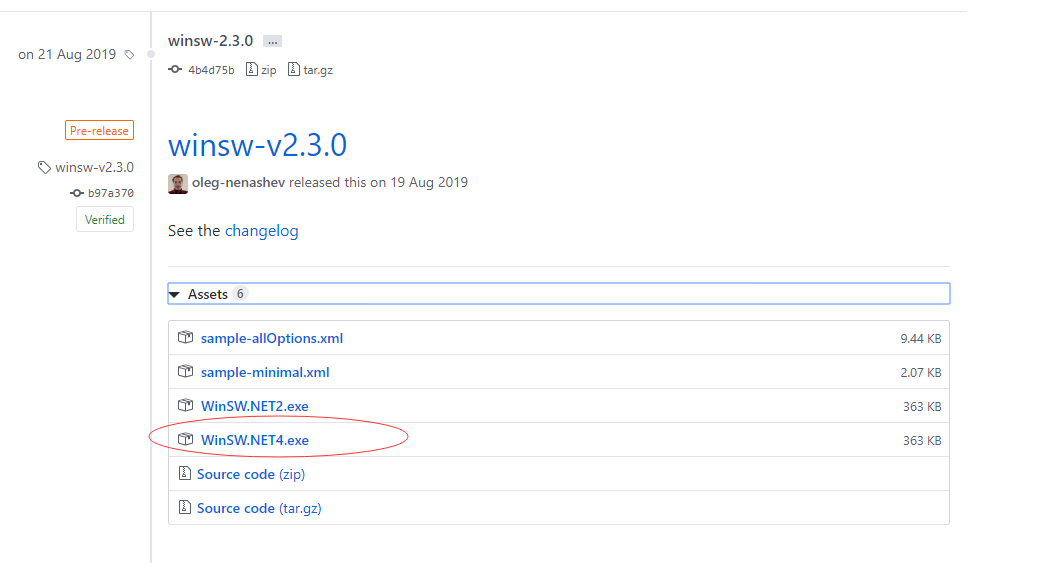 winsw-2.3.0 ...
on 21 Aug 2019
4b4d75b zip tar.gz
Pre-release
winsw-v2.3.0
winsw-v2.3.0
b97a370
Verified
oleg-nenashev released this on 19 Aug 2019
See the changelog
Assets 6
sample-allOptions.xml 9.44 KB
sample-minimal.xml 2.07 KB
WinSW.NET2.exe 363 KB
WinSW.NET4.exe 363 KB
Source code (zip)
Source code (tar.gz)